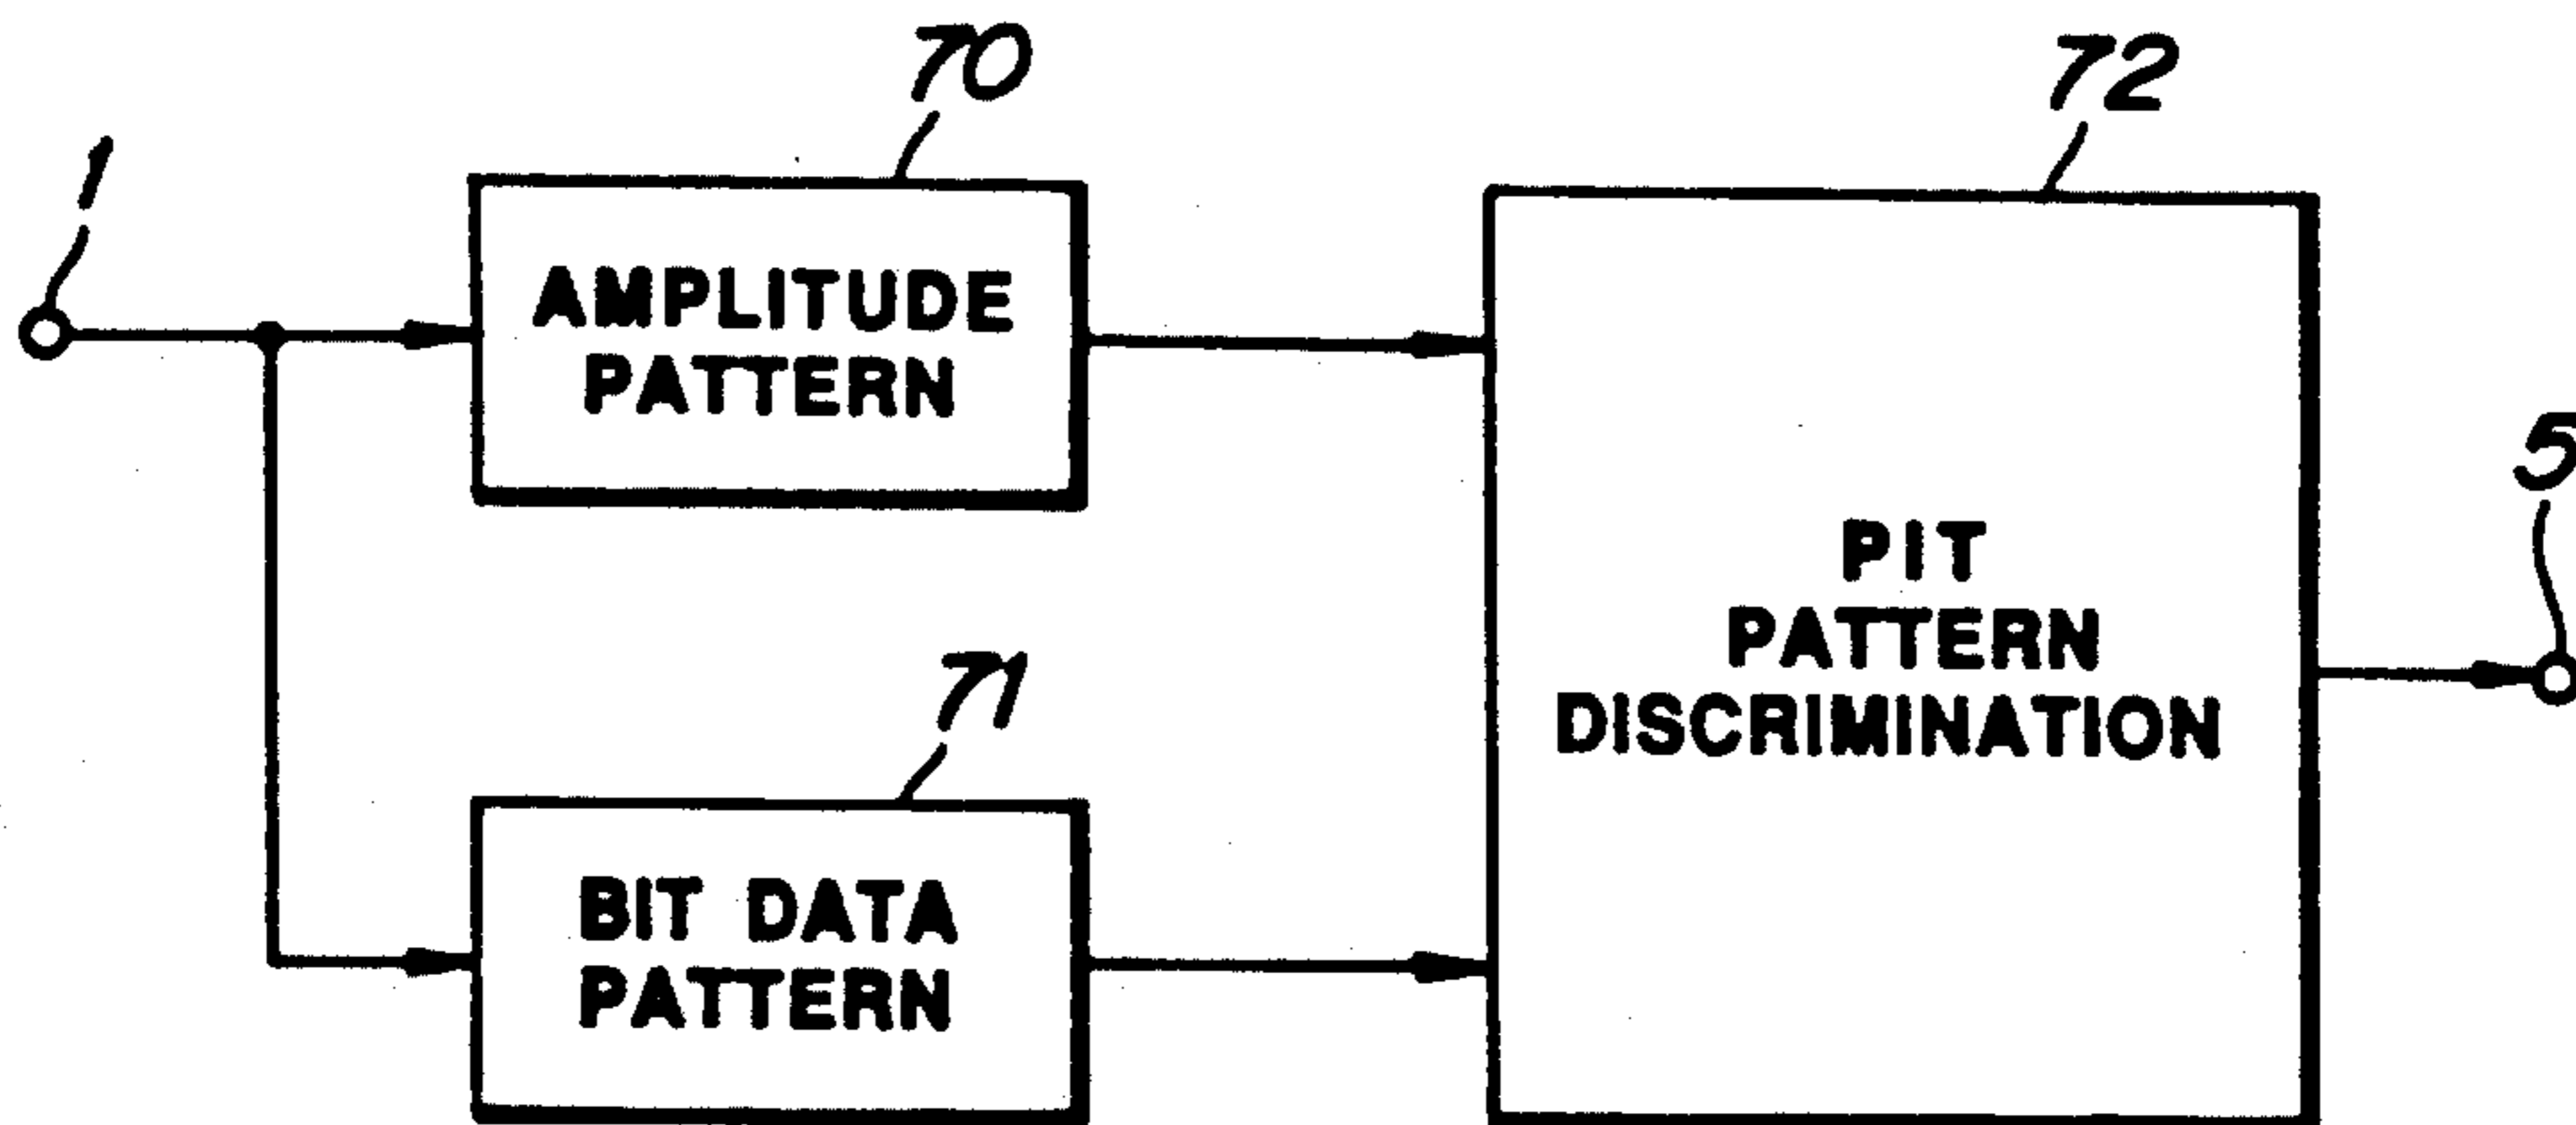 70
72
1
AMPLITUDE
PATTERN
5
PIT
PATTERN
DISCRIMINATION
71
BIT DATA
PATTERN